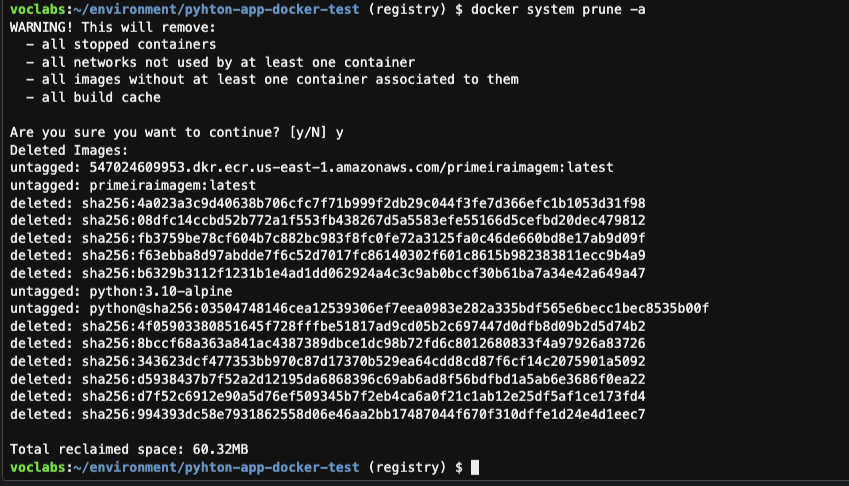 voclabs:~/environment/pyhton-app-docker-test (registry) $ docker system prune -a
WARNING! This will remove:
  - all stopped containers
  - all networks not used by at least one container
  - all images without at least one container associated to them
  - all build cache

Are you sure you want to continue? [y/N] y
Deleted Images:
untagged: 547024609953.dkr.ecr.us-east-1.amazonaws.com/primeiraimagem:latest
untagged: primeiraimagem:latest
deleted: sha256:4a023a3c9d40638b706cfc7f71b999f2db29c044f3fe7d366efc1b1053d31f98
deleted: sha256:08dfc14ccbd52b772a1f553fb438267d5a5583efe55166d5cefbd20dec479812
deleted: sha256:fb3759be78cf604b7c882bc983f8fc0fe72a3125fa0c46de660bd8e17ab9d09f
deleted: sha256:f63ebba8d97abdde7f6c52d7017fc86140302f601c8615b982383811ecc9b4a9
deleted: sha256:b6329b3112f1231b1e4ad1dd062924a4c3c9ab0bccf30b61ba7a34e42a649a47
untagged: python:3.10-alpine
untagged: python@sha256:03504748146cea12539306ef7eea0983e282a335bdf565e6becc1bec8535b00f
deleted: sha256:4f05903380851645f728fffbe51817ad9cd05b2c697447d0dfb8d09b2d5d74b2
deleted: sha256:8bccf68a363a841ac4387389dbce1dc98b72fd6c8012680833f4a97926a83726
deleted: sha256:343623dcf477353bb970c87d17370b529ea64cdd8cd87f6cf14c2075901a5092
deleted: sha256:d5938437b7f52a2d12195da6868396c69ab6ad8f56bdfbd1a5ab6e3686f0ea22
deleted: sha256:d7f52c6912e90a5d76ef509345b7f2eb4ca6a0f21c1ab12e25df5af1ce173fd4
deleted: sha256:994393dc58e7931862558d06e46aa2bb17487044f670f310dffe1d24e4d1eec7

Total reclaimed space: 60.32MB
voclabs:~/environment/pyhton-app-docker-test (registry) $